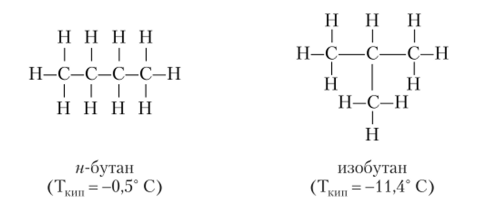 H H H H
H–C–C–C–C–H
H H H H
н-бутан
(Tкип = –0,5° C)
H H H
H–C–C–C–H
H H
H–C–H
H
изобутан
(Tкип = –11,4° C)